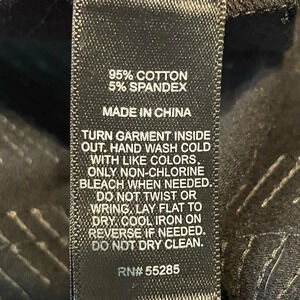 95% COTTON
5% SPANDEX
MADE IN CHINA
TURN GARMENT INSIDE
OUT. HAND WASH COLD
WITH LIKE COLORS.
ONLY NON-CHLORINE
BLEACH WHEN NEEDED.
DO NOT TWIST OR
WRING. LAY FLAT TO
DRY. COOL IRON ON
REVERSE IF NEEDED.
DO NOT DRY CLEAN.
RN# 55285